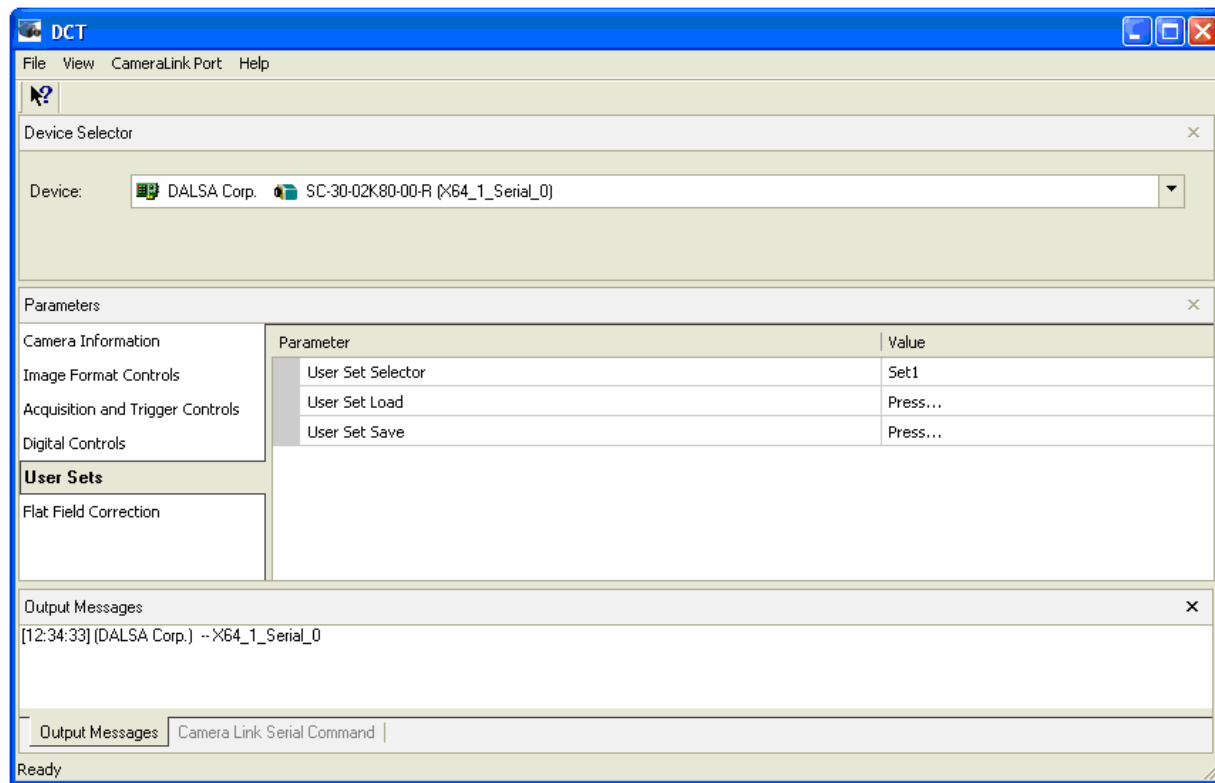 DCT
File View CameraLink Port Help
Device Selector
Device: DALSA Corp. SC-30-02K80-00-R (X64_1_Serial_0)
Parameters
Camera Information
Image Format Controls
Acquisition and Trigger Controls
Digital Controls
User Sets
Flat Field Correction
Parameter Value
User Set Selector Set1
User Set Load Press...
User Set Save Press...
Output Messages
[12:34:33] (DALSA Corp.) -- X64_1_Serial_0
Output Messages Camera Link Serial Command
Ready